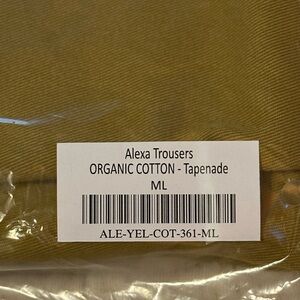 Alexa Trousers
ORGANIC COTTON - Tapenade
ML
ALE-YEL-COT-361-ML